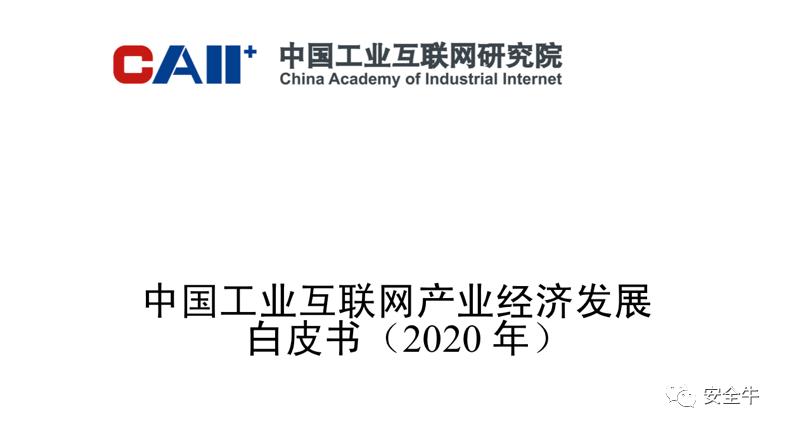 CAII+
中国工业互联网研究院
China Academy of Industrial Internet
中国工业互联网产业经济发展
白皮书（2020 年）
安全牛